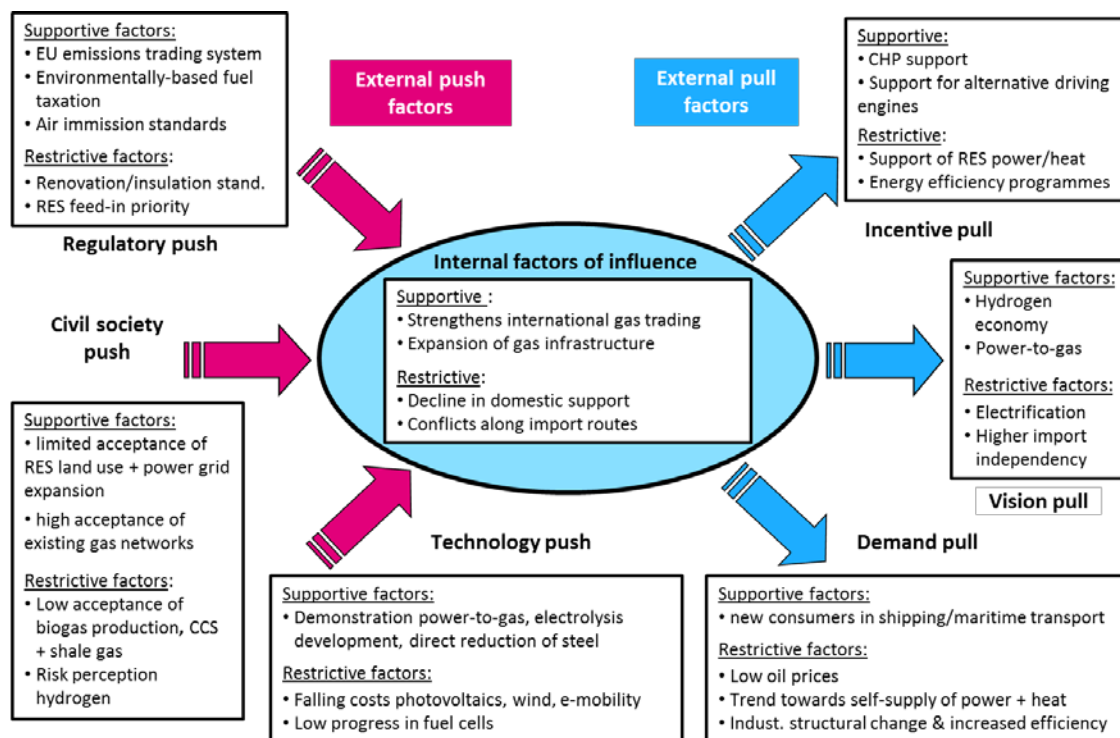 Supportive factors:
• EU emissions trading system
• Environmentally-based fuel
taxation
• Air immission standards
Restrictive factors:
• Renovation/insulation stand.
• RES feed-in priority
Regulatory push
External push
factors
External pull
factors
Supportive:
• CHP support
• Support for alternative driving
engines
Restrictive:
• Support of RES power/heat
• Energy efficiency programmes
Incentive pull
Internal factors of influence
Supportive :
• Strengthens international gas trading
• Expansion of gas infrastructure
Restrictive:
• Decline in domestic support
• Conflicts along import routes
Civil society
push
Supportive factors:
• limited acceptance of
RES land use + power grid
expansion
• high acceptance of
existing gas networks
Restrictive factors:
• Low acceptance of
biogas production, CCS
+ shale gas
• Risk perception
hydrogen
Supportive factors:
• Hydrogen
economy
• Power-to-gas
Restrictive factors:
• Electrification
• Higher import
independency
Vision pull
Technology push
Supportive factors:
• Demonstration power-to-gas, electrolysis
development, direct reduction of steel
Restrictive factors:
• Falling costs photovoltaics, wind, e-mobility
• Low progress in fuel cells
Demand pull
Supportive factors:
• new consumers in shipping/maritime transport
Restrictive factors:
• Low oil prices
• Trend towards self-supply of power + heat
• Indust. structural change & increased efficiency